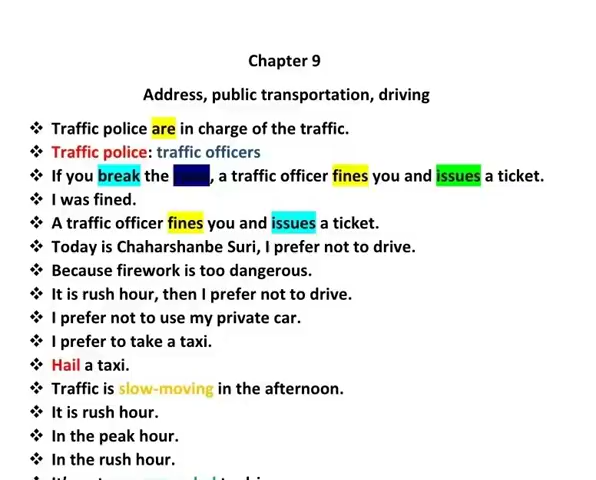 Chapter 9
Address, public transportation, driving
❖ Traffic police are in charge of the traffic.
❖ Traffic police: traffic officers
❖ If you break the , a traffic officer fines you and issues a ticket.
❖ I was fined.
❖ A traffic officer fines you and issues a ticket.
❖ Today is Chaharshanbe Suri, I prefer not to drive.
❖ Because firework is too dangerous.
❖ It is rush hour, then I prefer not to drive.
❖ I prefer not to use my private car.
❖ I prefer to take a taxi.
❖ Hail a taxi.
❖ Traffic is slow-moving in the afternoon.
❖ It is rush hour.
❖ In the peak hour.
❖ In the rush hour.